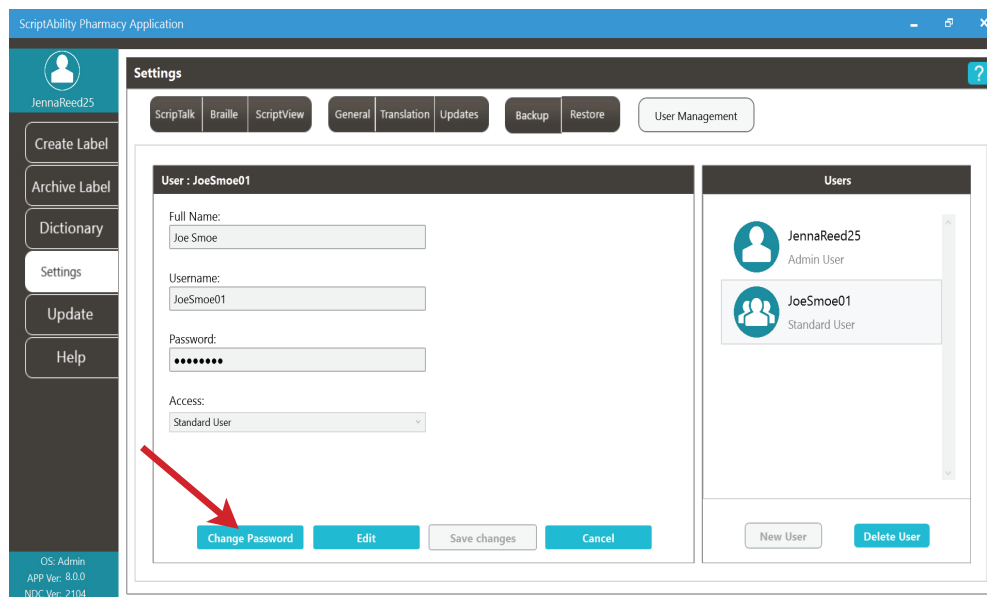 ScriptAbility Pharmacy Application
JennaReed25
Create Label
Archive Label
Dictionary
Settings
Update
Help
OS: Admin
APP Ver: 8.0.0
NDC Ver: 2104
Settings
?
ScripTalk Braille ScriptView General Translation Updates Backup Restore User Management
User : JoeSmoe01
Full Name:
Joe Smoe
Username:
JoeSmoe01
Password:
●●●●●●●●
Access:
Standard User
Change Password Edit Save changes Cancel
Users
JennaReed25
Admin User
JoeSmoe01
Standard User
New User Delete User